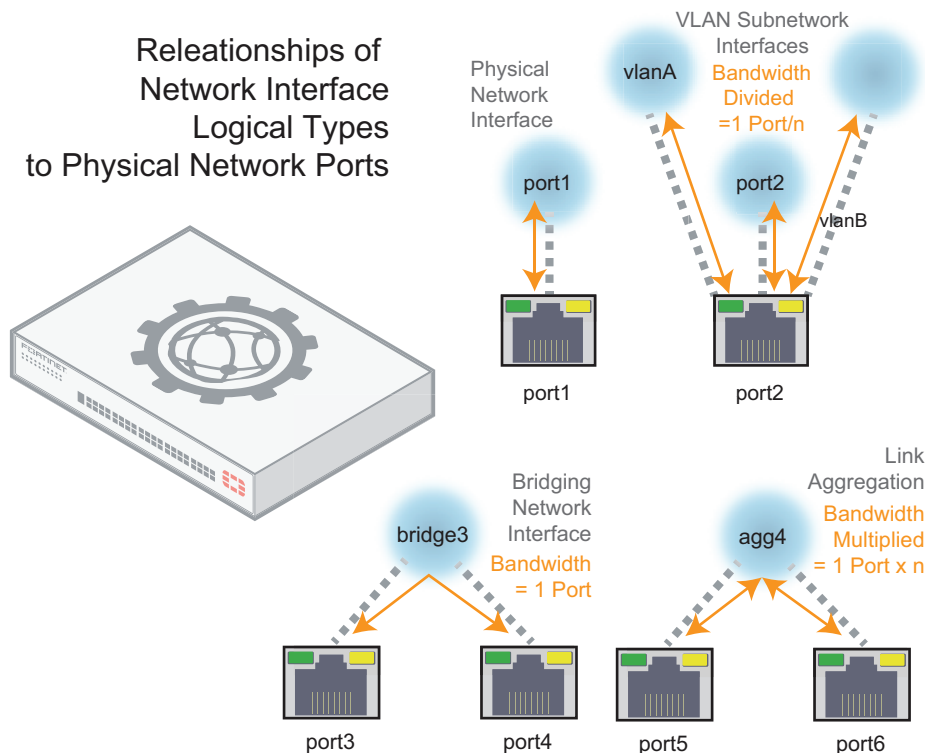 Releationships of
Network Interface
Logical Types
to Physical Network Ports
Physical
Network
Interface
port1
port1
VLAN Subnetwork
Interfaces
Bandwidth
Divided
=1 Port/n
vlanA
port2
vlanB
port2
FORTINET
Bridging
Network
Interface
Bandwidth
= 1 Port
bridge3
port3
port4
Link
Aggregation
Bandwidth
Multiplied
= 1 Port x n
agg4
port5
port6